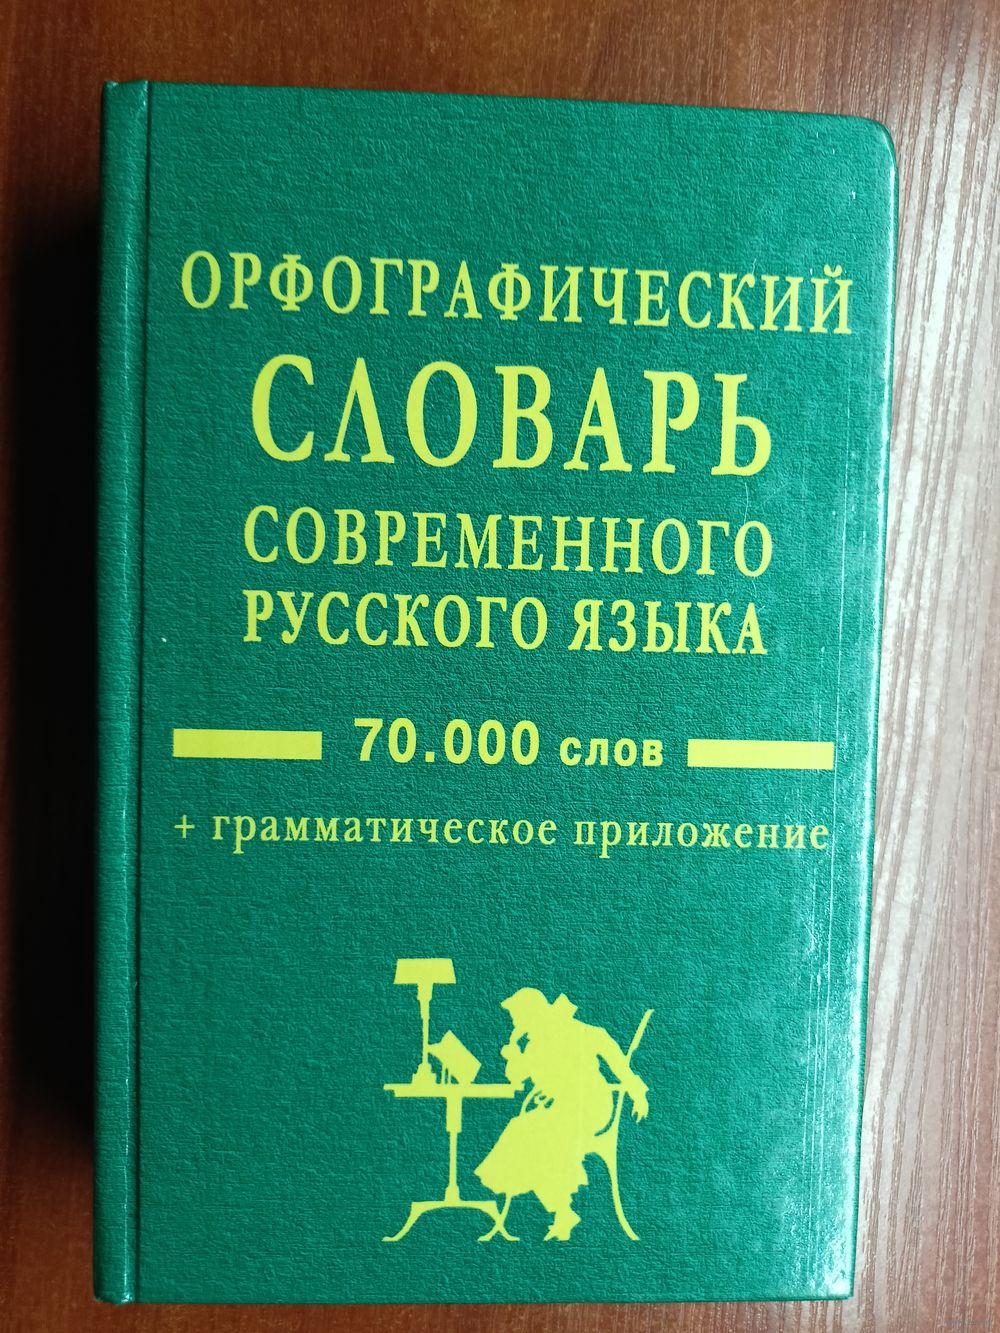 ОРФОГРАФИЧЕСКИЙ
СЛОВАРЬ
СОВРЕМЕННОГО
РУССКОГО ЯЗЫКА
70.000 слов
+ грамматическое приложение